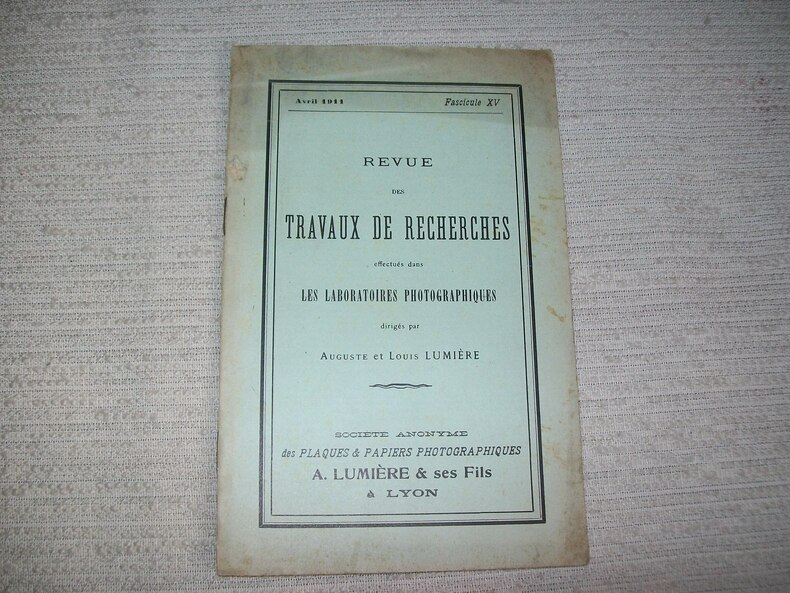 Avril 1911 Fascicule XV
REVUE
DES
TRAVAUX DE RECHERCHES
effectués dans
LES LABORATOIRES PHOTOGRAPHIQUES
dirigés par
AUGUSTE et LOUIS LUMIÈRE
SOCIÉTÉ ANONYME
des PLAQUES & PAPIERS PHOTOGRAPHIQUES
A. LUMIÈRE & ses Fils
A LYON